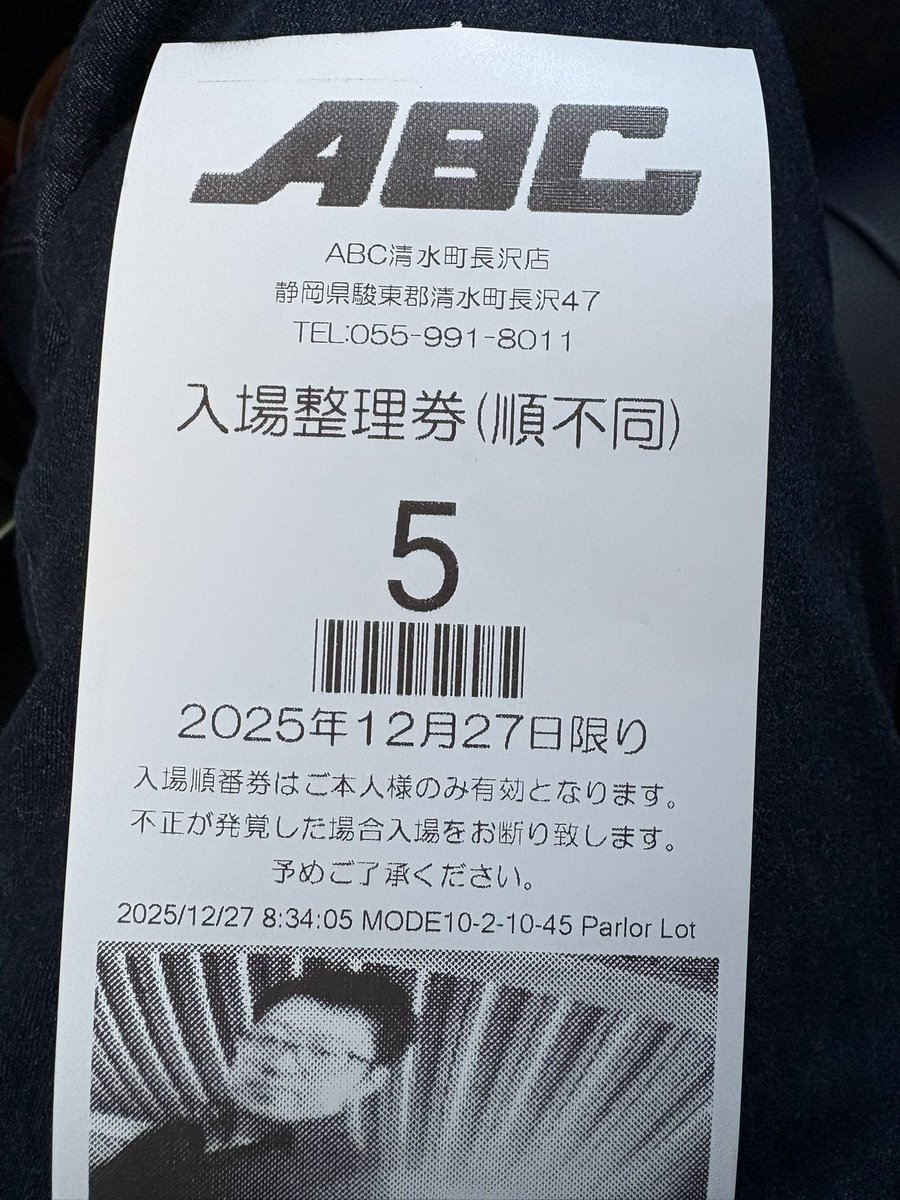 ABC
ABC清水町長沢店
静岡県駿東郡清水町長沢47
TEL:055-991-8011
入場整理券(順不同)
5
2025年12月27日限り
入場順番券はご本人様のみ有効となります。
不正が発覚した場合入場をお断り致します。
予めご了承ください。
2025/12/27 8:34:05 MODE10-2-10-45 Parlor Lot